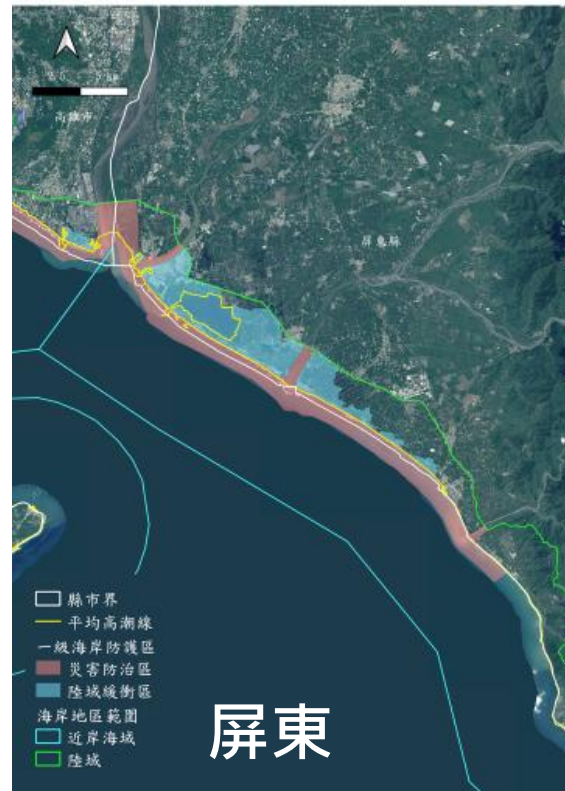 高雄市
屏東縣
縣市界
平均高潮線
一級海岸防護區
災害防治區
陸域緩衝區
海岸地區範圍
近岸海域
陸域
屏東